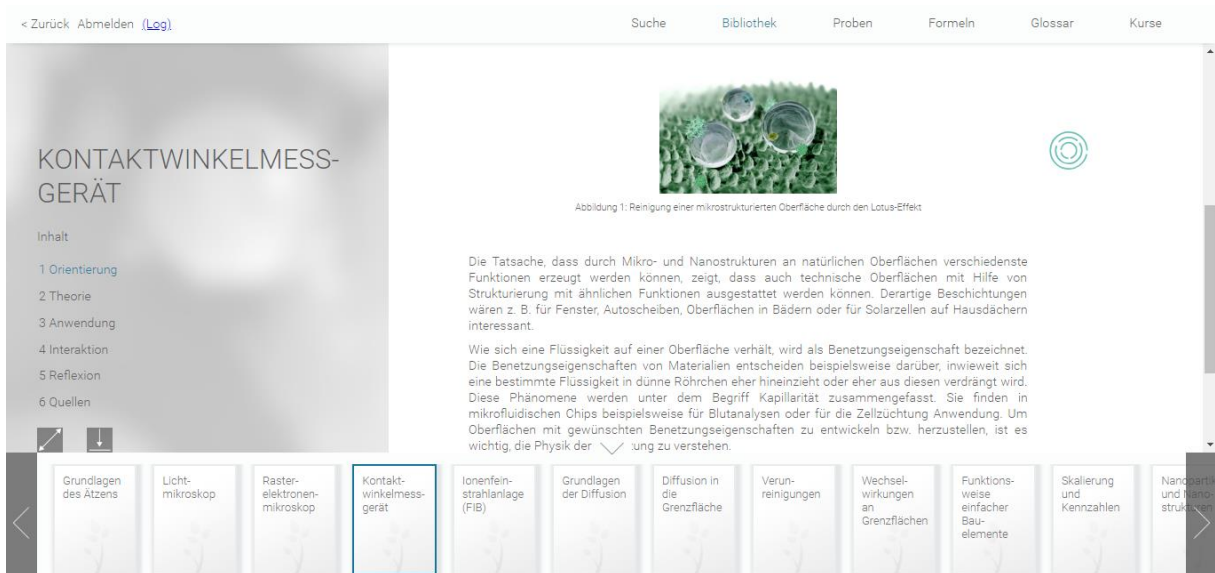 < Zurück Abmelden (Log)
Suche Bibliothek Proben Formeln Glossar Kurse
KONTAKTWINKELMESS-
GERÄT
Inhalt
1 Orientierung
2 Theorie
3 Anwendung
4 Interaktion
5 Reflexion
6 Quellen
Abbildung 1: Reinigung einer mikrostrukturierten Oberfläche durch den Lotus-Effekt
Die Tatsache, dass durch Mikro- und Nanostrukturen an natürlichen Oberflächen verschiedenste
Funktionen erzeugt werden können, zeigt, dass auch technische Oberflächen mit Hilfe von
Strukturierung mit ähnlichen Funktionen ausgestattet werden können. Derartige Beschichtungen
wären z. B. für Fenster, Autoscheiben, Oberflächen in Bädern oder für Solarzellen auf Hausdächern
interessant.
Wie sich eine Flüssigkeit auf einer Oberfläche verhält, wird als Benetzungseigenschaft bezeichnet.
Die Benetzungseigenschaften von Materialien entscheiden beispielsweise darüber, inwieweit sich
eine bestimmte Flüssigkeit in dünne Röhrchen eher hineinzieht oder eher aus diesen verdrängt wird.
Diese Phänomene werden unter dem Begriff Kapillarität zusammengefasst. Sie finden in
mikrofluidischen Chips beispielsweise für Blutanalysen oder für die Zellzüchtung Anwendung. Um
Oberflächen mit gewünschten Benetzungseigenschaften zu entwickeln bzw. herzustellen, ist es
wichtig, die Physik der ung zu verstehen.
Grundlagen
des Ätzens
Licht-
mikroskop
Raster-
elektronen-
mikroskop
Kontakt-
winkelmess-
gerät
Ionenfein-
strahlanlage
(FIB)
Grundlagen
der Diffusion
Diffusion in
die
Grenzfläche
Verun-
reinigungen
Wechsel-
wirkungen
an
Grenzflächen
Funktions-
weise
einfacher
Bau-
elemente
Skalierung
und
Kennzahlen
Nanopartik
und Nano-
strukturen